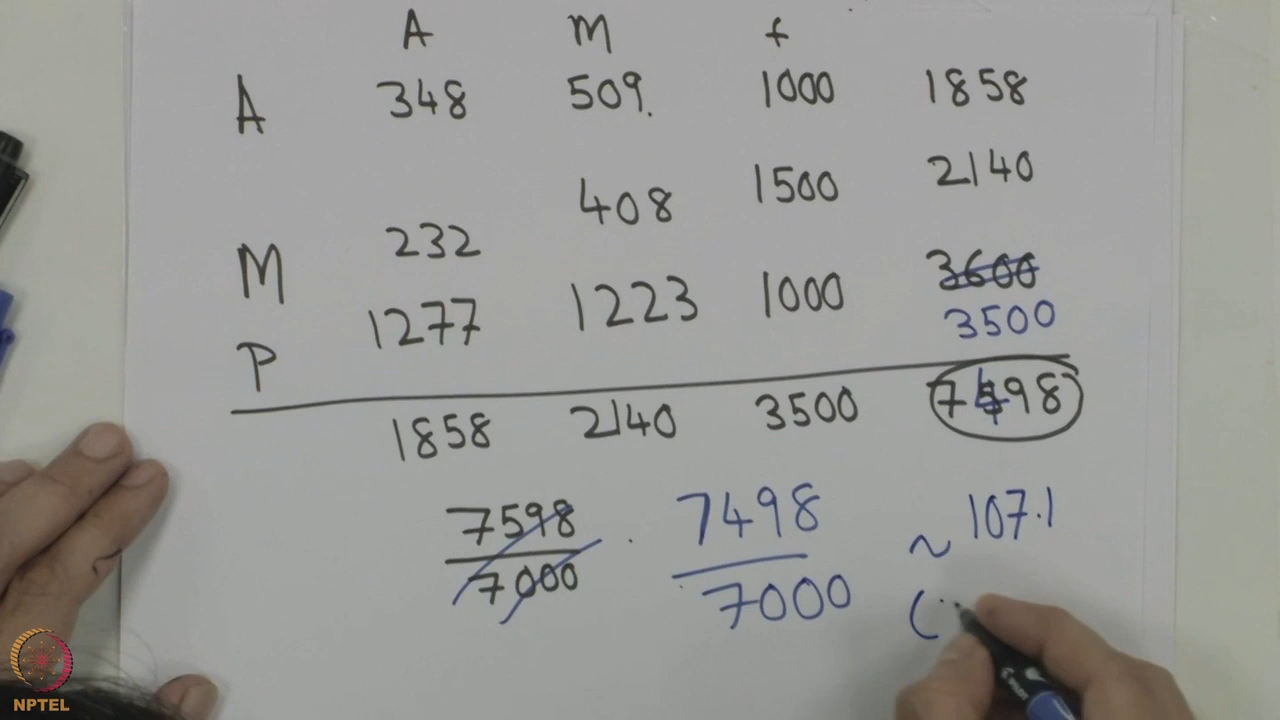 A M f
A 348 509. 1000 1858
408 1500 2140
M 232
3600
P 1277 1223 1000 3500
1858 2140 3500 7498
7598 7498 ~ 107.1
7000 7000 (
NPTEL